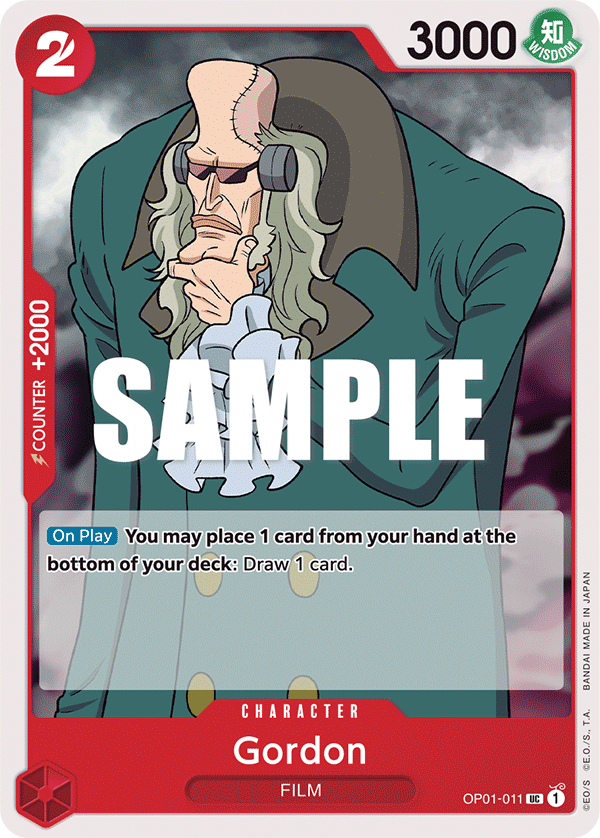 2
3000
知
WISDOM
COUNTER +2000
SAMPLE
On Play You may place 1 card from your hand at the
bottom of your deck: Draw 1 card.
CHARACTER
Gordon
FILM
OP01-011 UC 1
©EO/S ©E.O./S., T.A. BANDAI MADE IN JAPAN